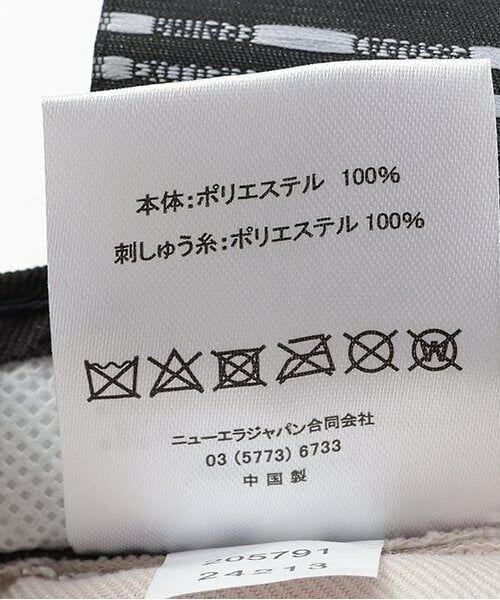 本体:ポリエステル 100%
刺しゅう糸:ポリエステル 100%
W
ニューエラジャパン合同会社
03 (5773) 6733
中国製
205791
24213